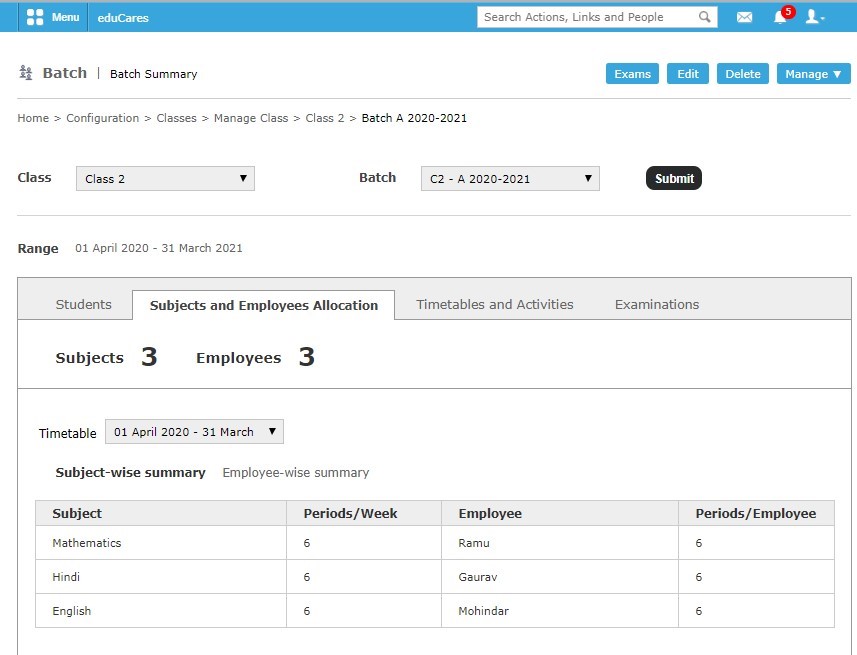 Menu eduCares Search Actions, Links and People 5
Batch | Batch Summary Exams Edit Delete Manage ▼
Home > Configuration > Classes > Manage Class > Class 2 > Batch A 2020-2021
Class Class 2 ▼ Batch C2 - A 2020-2021 ▼ Submit
Range 01 April 2020 - 31 March 2021
Students Subjects and Employees Allocation Timetables and Activities Examinations
Subjects 3 Employees 3
Timetable 01 April 2020 - 31 March ▼
Subject-wise summary Employee-wise summary
Subject Periods/Week Employee Periods/Employee
Mathematics 6 Ramu 6
Hindi 6 Gaurav 6
English 6 Mohindar 6